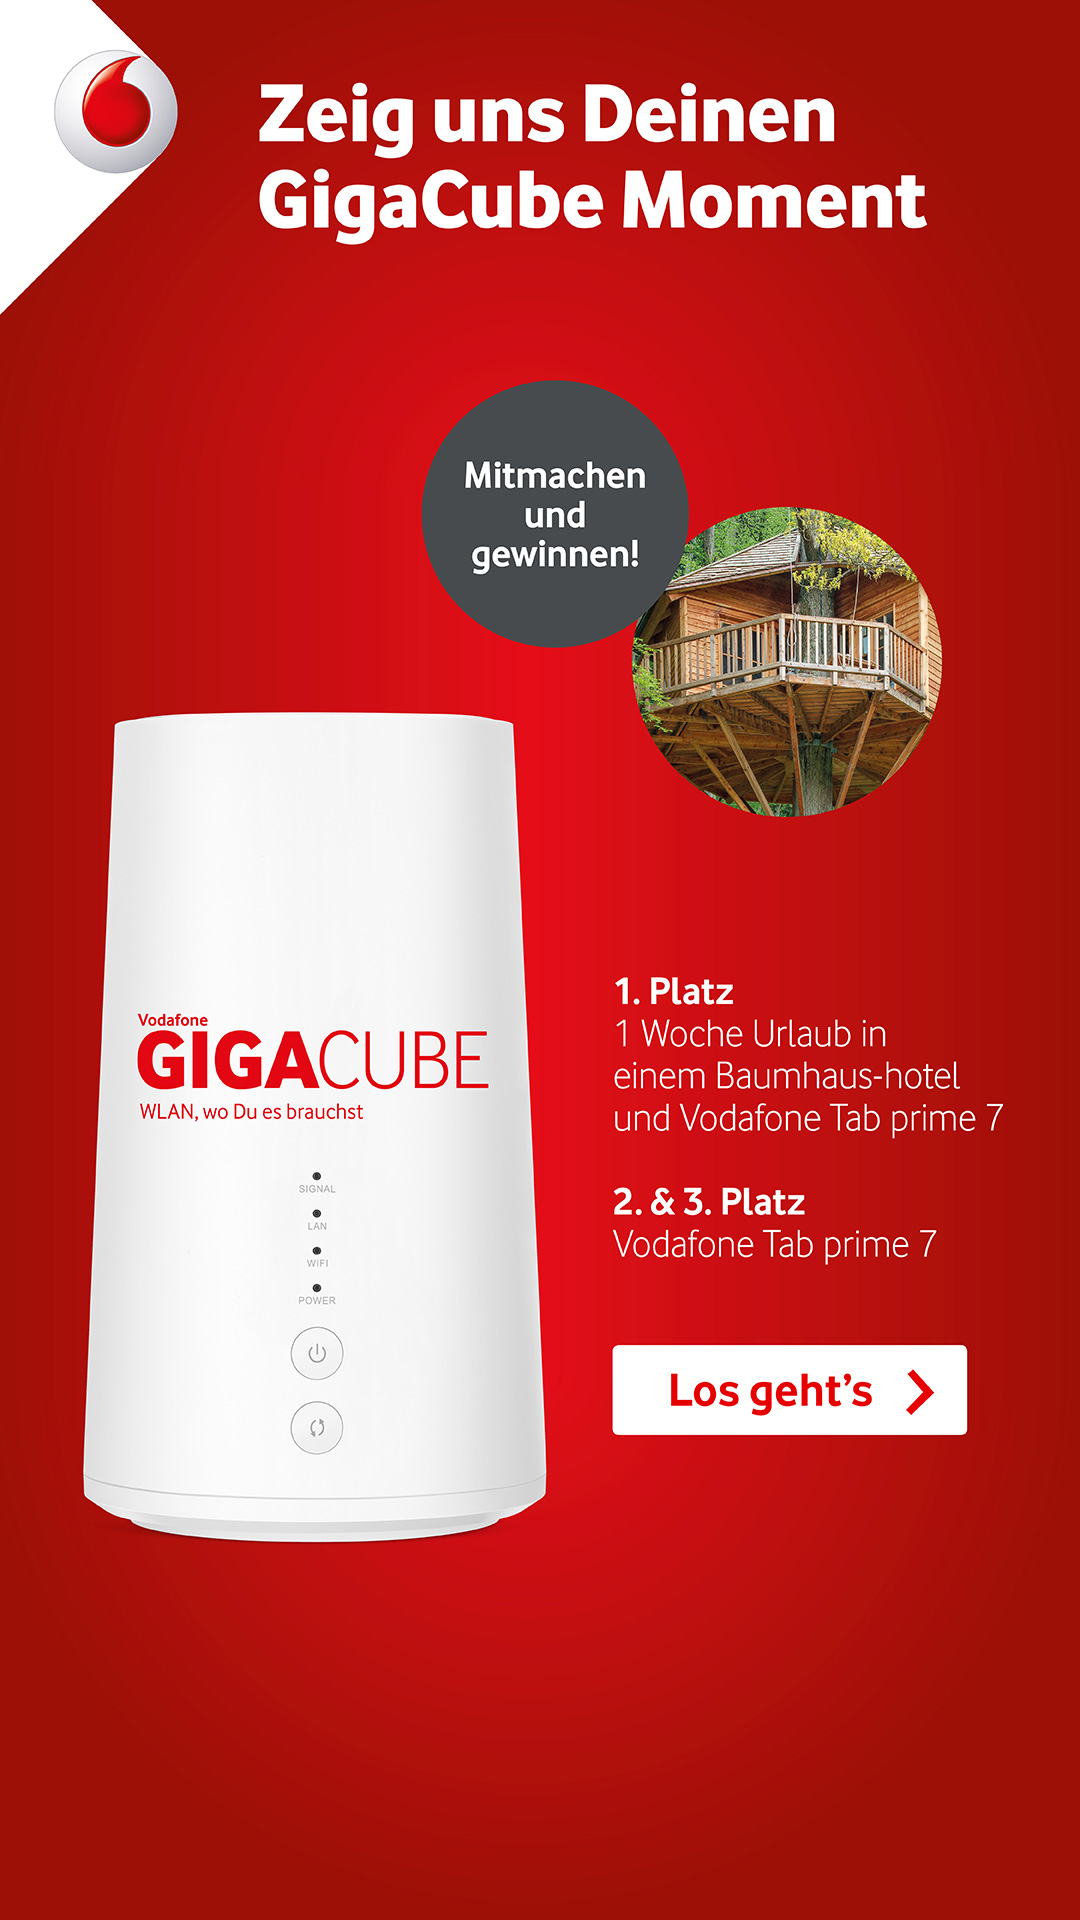 Zeig uns Deinen
GigaCube Moment
Mitmachen
und
gewinnen!
Vodafone
GIGACUBE
WLAN, wo Du es brauchst
SIGNAL
LAN
WIFI
POWER
1. Platz
1 Woche Urlaub in
einem Baumhaus-hotel
und Vodafone Tab prime 7
2. & 3. Platz
Vodafone Tab prime 7
Los geht’s